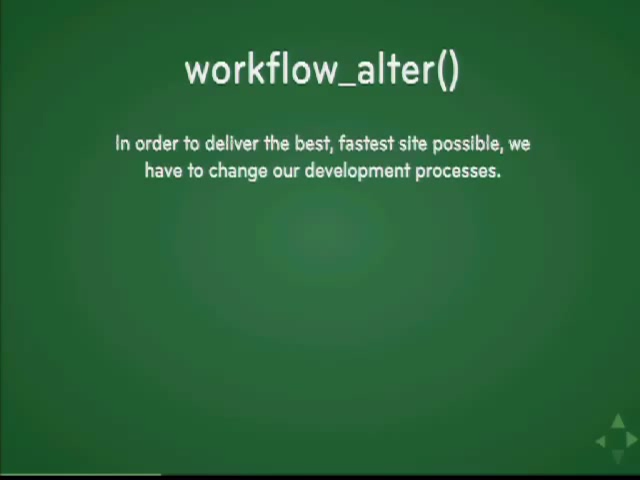 workflow_alter()
In order to deliver the best, fastest site possible, we
have to change our development processes.